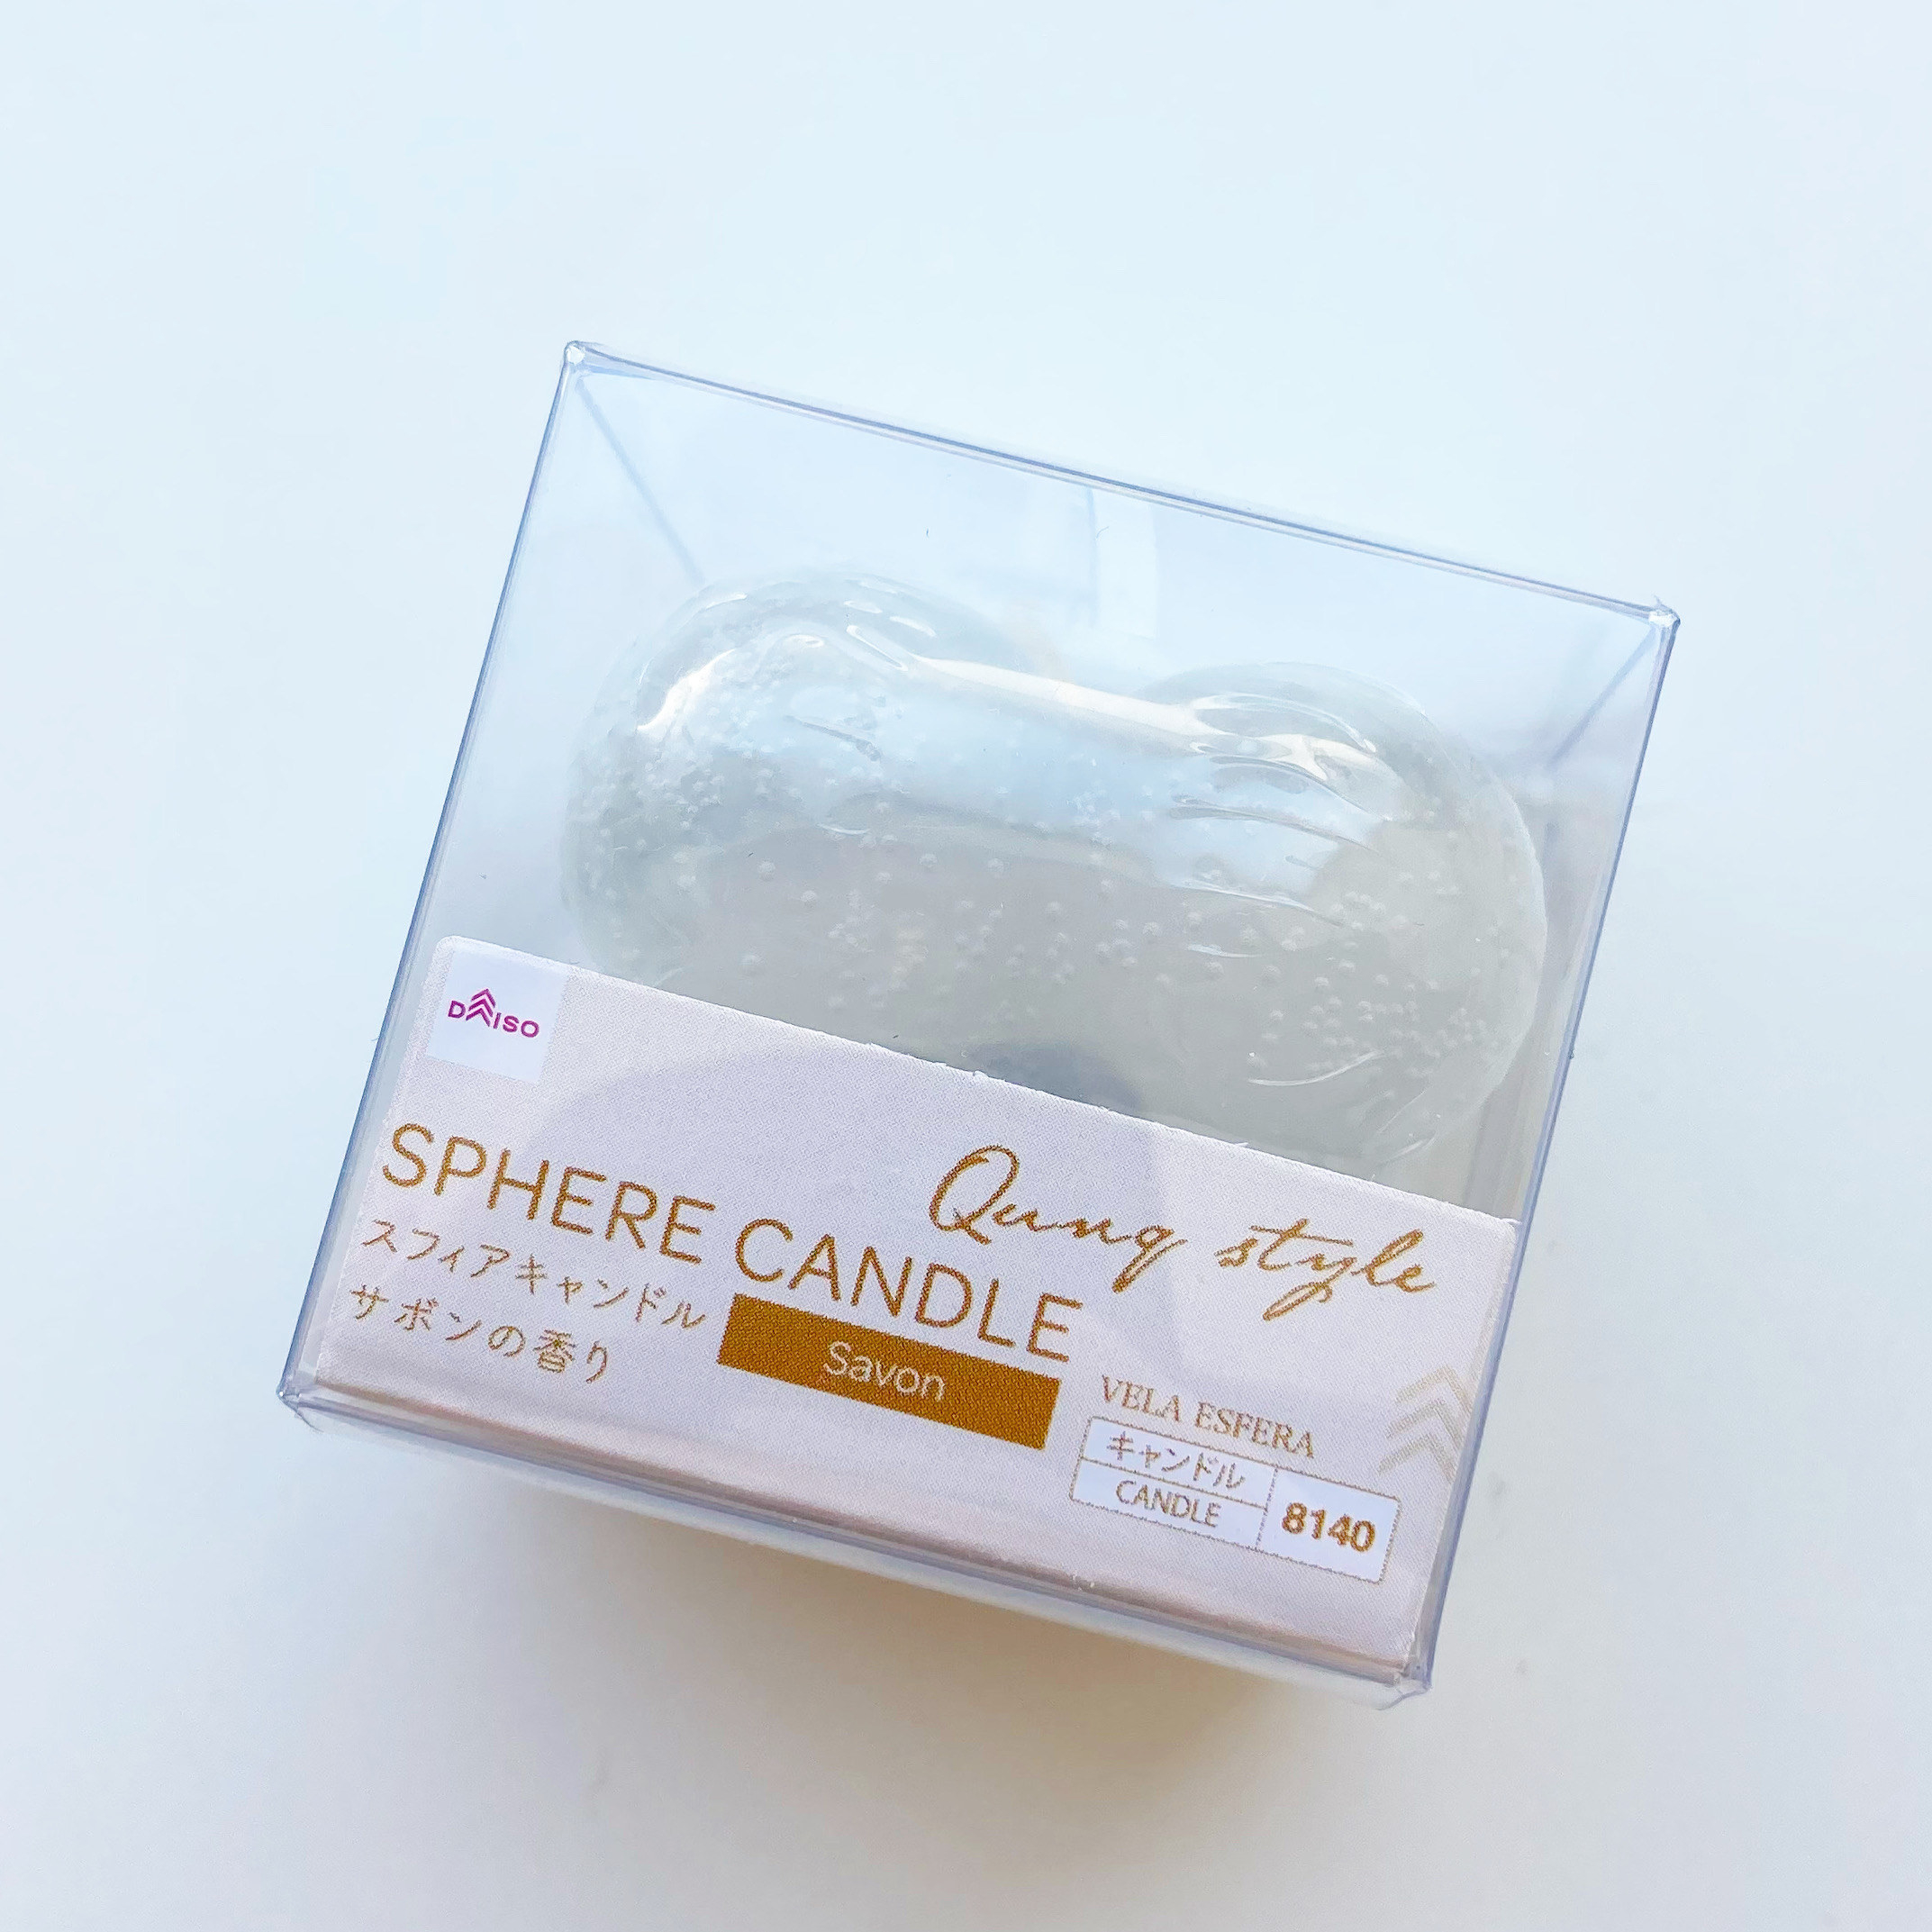 DAISO
Qunq style
SPHERE CANDLE
スフィアキャンドル
サボンの香り
Savon
VELA ESFERA
キャンドル
CANDLE
8140